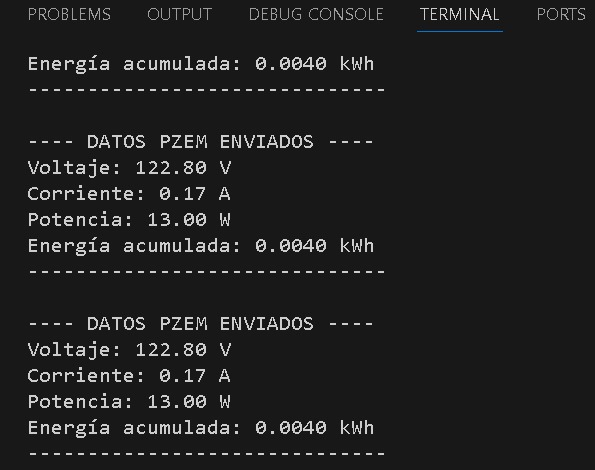 PROBLEMS OUTPUT DEBUG CONSOLE TERMINAL PORTS
Energía acumulada: 0.0040 kWh
------------------------------
---- DATOS PZEM ENVIADOS ----
Voltaje: 122.80 V
Corriente: 0.17 A
Potencia: 13.00 W
Energía acumulada: 0.0040 kWh
------------------------------
---- DATOS PZEM ENVIADOS ----
Voltaje: 122.80 V
Corriente: 0.17 A
Potencia: 13.00 W
Energía acumulada: 0.0040 kWh
------------------------------